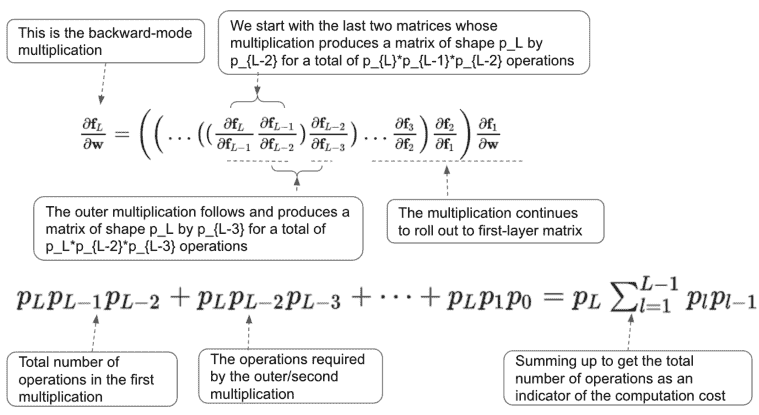 This is the backward-mode
multiplication
We start with the last two matrices whose
multiplication produces a matrix of shape p_L by
p_{L-2} for a total of p_{L}*p_{L-1}*p_{L-2} operations
∂f_L/∂w = ((…((∂f_L/∂f_{L−1} ∂f_{L−1}/∂f_{L−2}) ∂f_{L−2}/∂f_{L−3}) … ∂f_3/∂f_2) ∂f_2/∂f_1) ∂f_1/∂w
The outer multiplication follows and produces a
matrix of shape p_L by p_{L-3} for a total of
p_L*p_{L-2}*p_{L-3} operations
The multiplication continues
to roll out to first-layer matrix
p_L p_{L−1} p_{L−2} + p_L p_{L−2} p_{L−3} + ⋯ + p_L p_1 p_0 = p_L ∑_{l=1}^{L−1} p_l p_{l−1}
Total number of
operations in the first
multiplication
The operations required
by the outer/second
multiplication
Summing up to get the total
number of operations as an
indicator of the computation cost